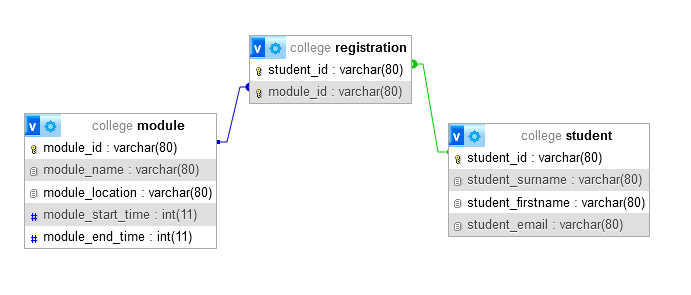 v college registration
student_id : varchar(80)
module_id : varchar(80)
v college module
module_id : varchar(80)
module_name : varchar(80)
module_location : varchar(80)
# module_start_time : int(11)
# module_end_time : int(11)
v college student
student_id : varchar(80)
student_surname : varchar(80)
student_firstname : varchar(80)
student_email : varchar(80)